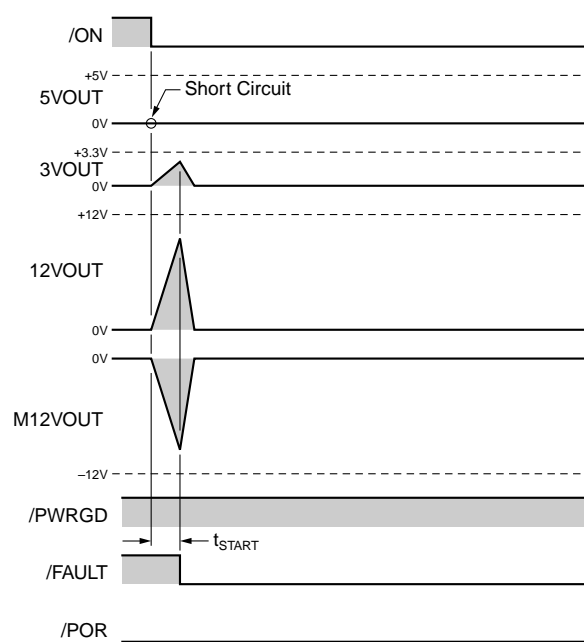 /ON
+5V
5VOUT
Short Circuit
0V
+3.3V
3VOUT
0V
+12V
12VOUT
0V
0V
M12VOUT
–12V
/PWRGD
tSTART
/FAULT
/POR